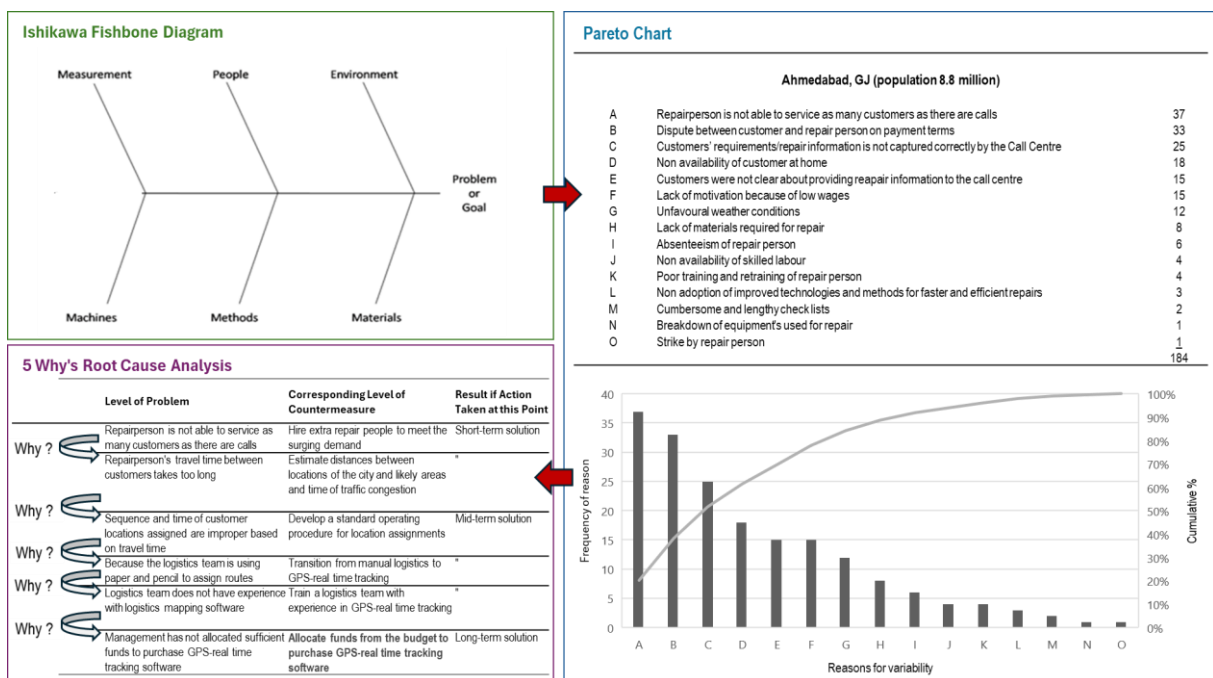 Ishikawa Fishbone Diagram
Measurement
People
Environment
Problem
or
Goal
Machines
Methods
Materials
Pareto Chart
Ahmedabad, GJ (population 8.8 million)
A Repairperson is not able to service as many customers as there are calls 37
B Dispute between customer and repair person on payment terms 33
C Customers' requirements/repair information is not captured correctly by the Call Centre 25
D Non availability of customer at home 18
E Customers were not clear about providing reapair information to the call centre 15
F Lack of motivation because of low wages 15
G Unfavoural weather conditions 12
H Lack of materials required for repair 8
I Absenteeism of repair person 6
J Non availability of skilled labour 4
K Poor training and retraining of repair person 4
L Non adoption of improved technologies and methods for faster and efficient repairs 3
M Cumbersome and lengthy check lists 2
N Breakdown of equipment's used for repair 1
O Strike by repair person 1
184
40
35
30
25
20
15
10
5
0
Frequency of reason
100%
90%
80%
70%
60%
50%
40%
30%
20%
10%
0%
Cumulative %
A B C D E F G H I J K L M N O
Reasons for variability
5 Why's Root Cause Analysis
Level of Problem
Corresponding Level of
Countermeasure
Result if Action
Taken at this Point
Why ?
Repairperson is not able to service as
many customers as there are calls
Hire extra repair people to meet the
surging demand
Short-term solution
Repairperson's travel time between
customers takes too long
Estimate distances between
locations of the city and likely areas
and time of traffic congestion
"
Why ?
Sequence and time of customer
locations assigned are improper based
on travel time
Develop a standard operating
procedure for location assignments
Mid-term solution
Why ?
Because the logistics team is using
paper and pencil to assign routes
Transition from manual logistics to
GPS-real time tracking
"
Why ?
Logistics team does not have experience
with logistics mapping software
Train a logistics team with
experience in GPS-real time tracking
"
Why ?
Management has not allocated sufficient
funds to purchase GPS-real time
tracking software
Allocate funds from the budget to
purchase GPS-real time tracking
software
Long-term solution